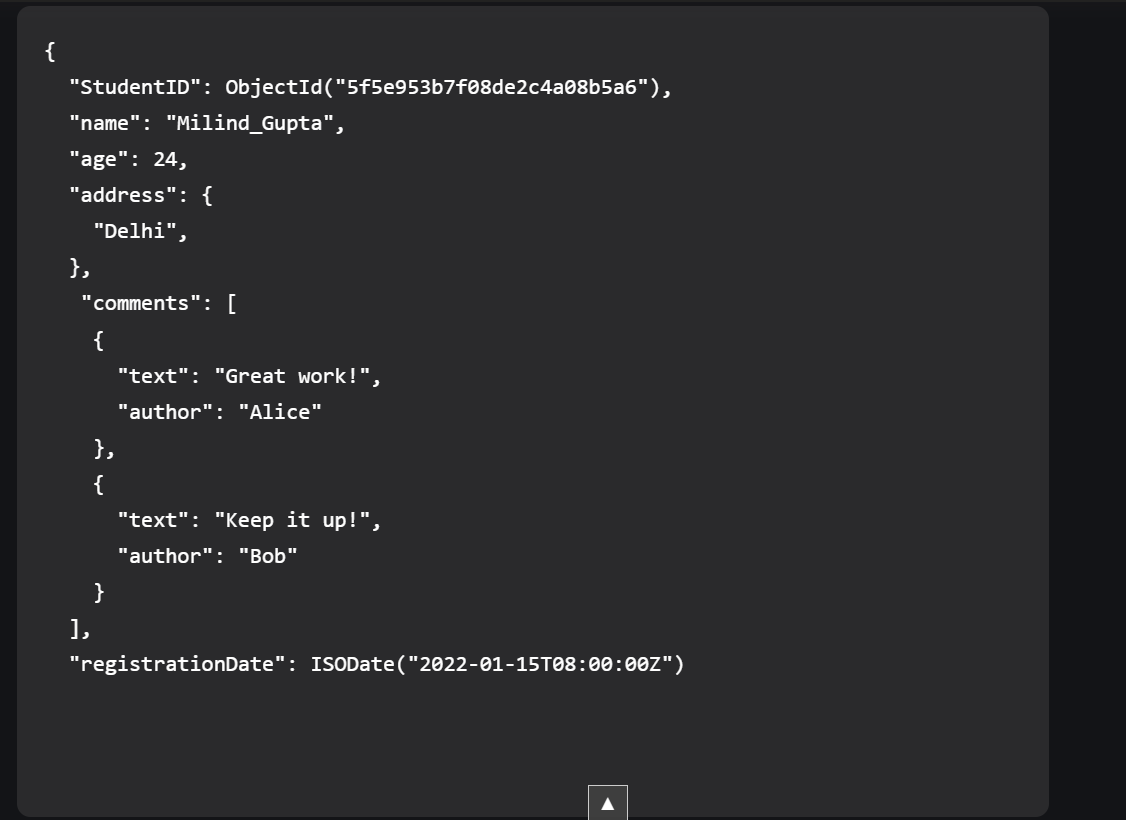 {
  "StudentID": ObjectId("5f5e953b7f08de2c4a08b5a6"),
  "name": "Milind_Gupta",
  "age": 24,
  "address": {
    "Delhi",
  },
   "comments": [
    {
      "text": "Great work!",
      "author": "Alice"
    },
    {
      "text": "Keep it up!",
      "author": "Bob"
    }
  ],
  "registrationDate": ISODate("2022-01-15T08:00:00Z")